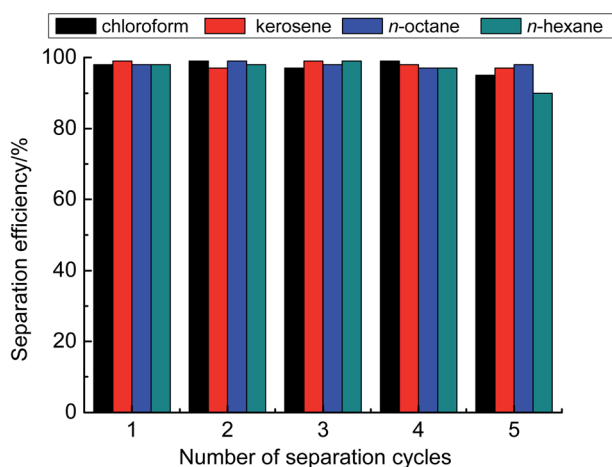 chloroform kerosene n-octane n-hexane
100
80
60
40
20
0
Separation efficiency/%
1 2 3 4 5
Number of separation cycles